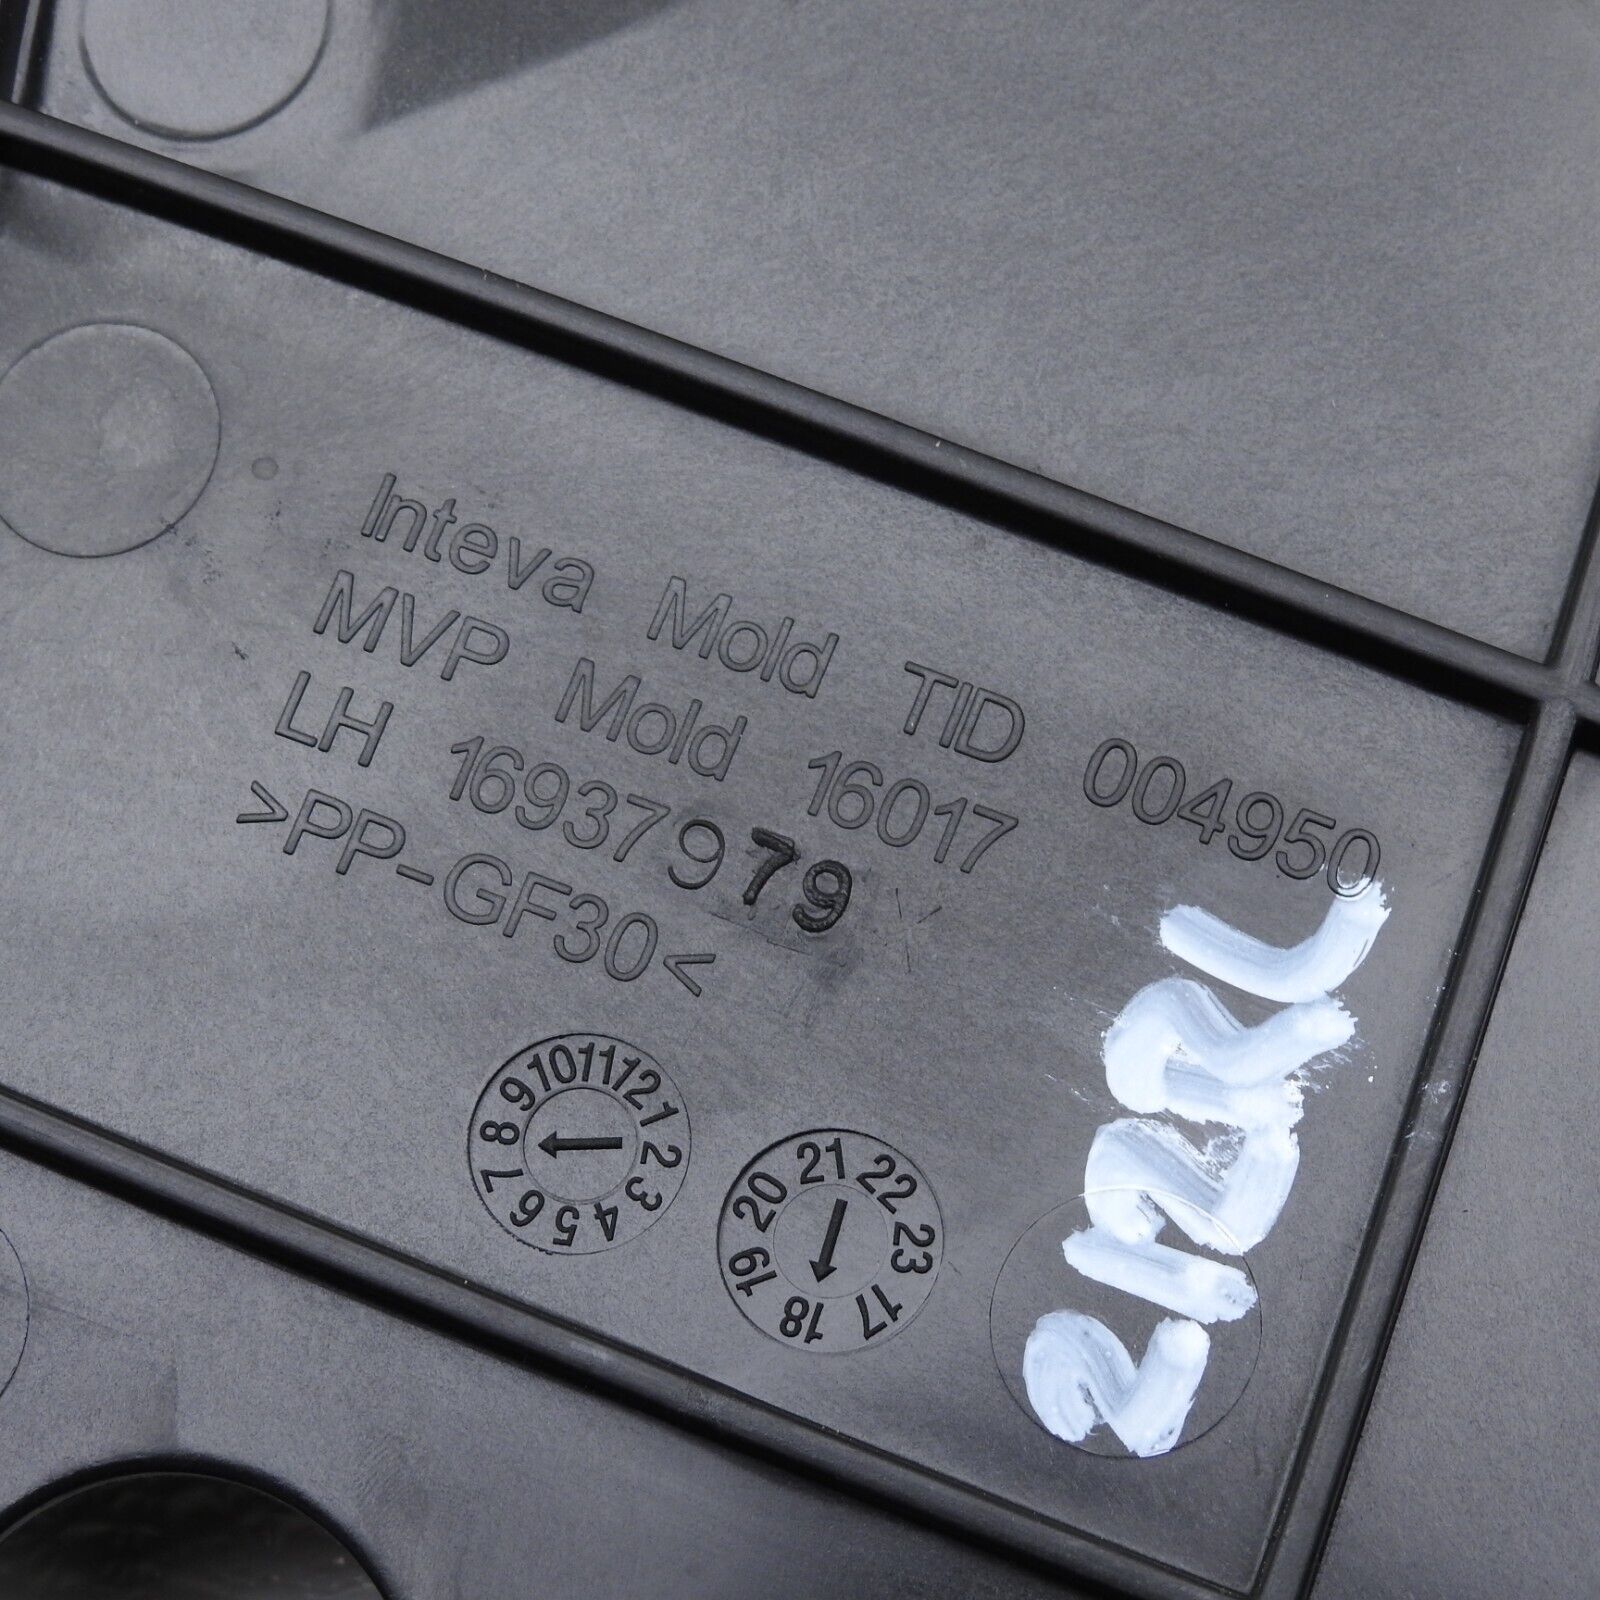 Inteva Mold TID 004950
MVP Mold 16017
LH 16937979
>PP-GF30<
1 2 3 4 5 6 7 8 9 10 11 12
17 18 19 20 21 22 23